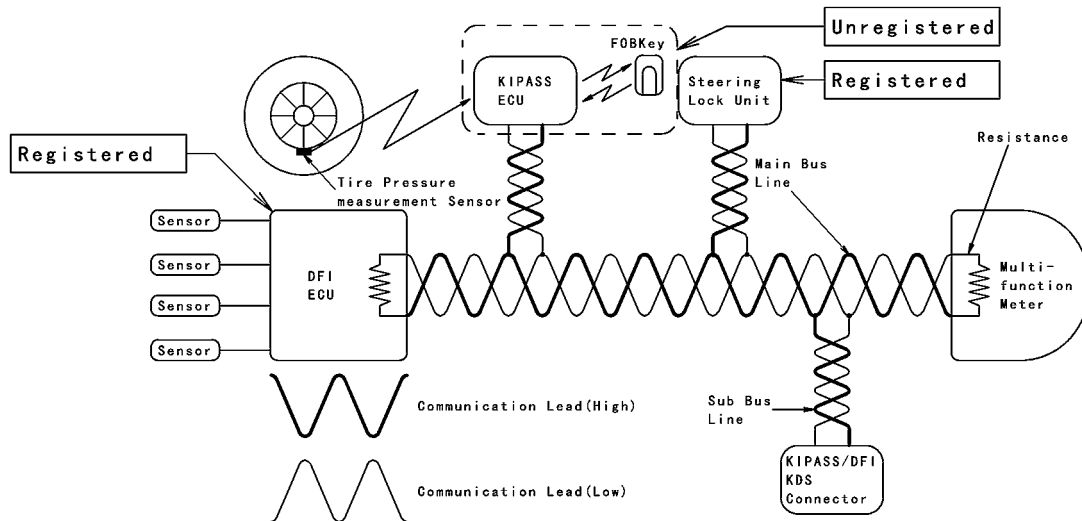 Unregistered
FOBKey
KIPASS
ECU
Steering
Lock Unit
Registered
Registered
Resistance
Main Bus
Line
Tire Pressure
measurement Sensor
Sensor
Sensor
Sensor
Sensor
DFI
ECU
Multi-
function
Meter
Communication Lead(High)
Sub Bus
Line
KIPASS/DFI
KDS
Connector
Communication Lead(Low)